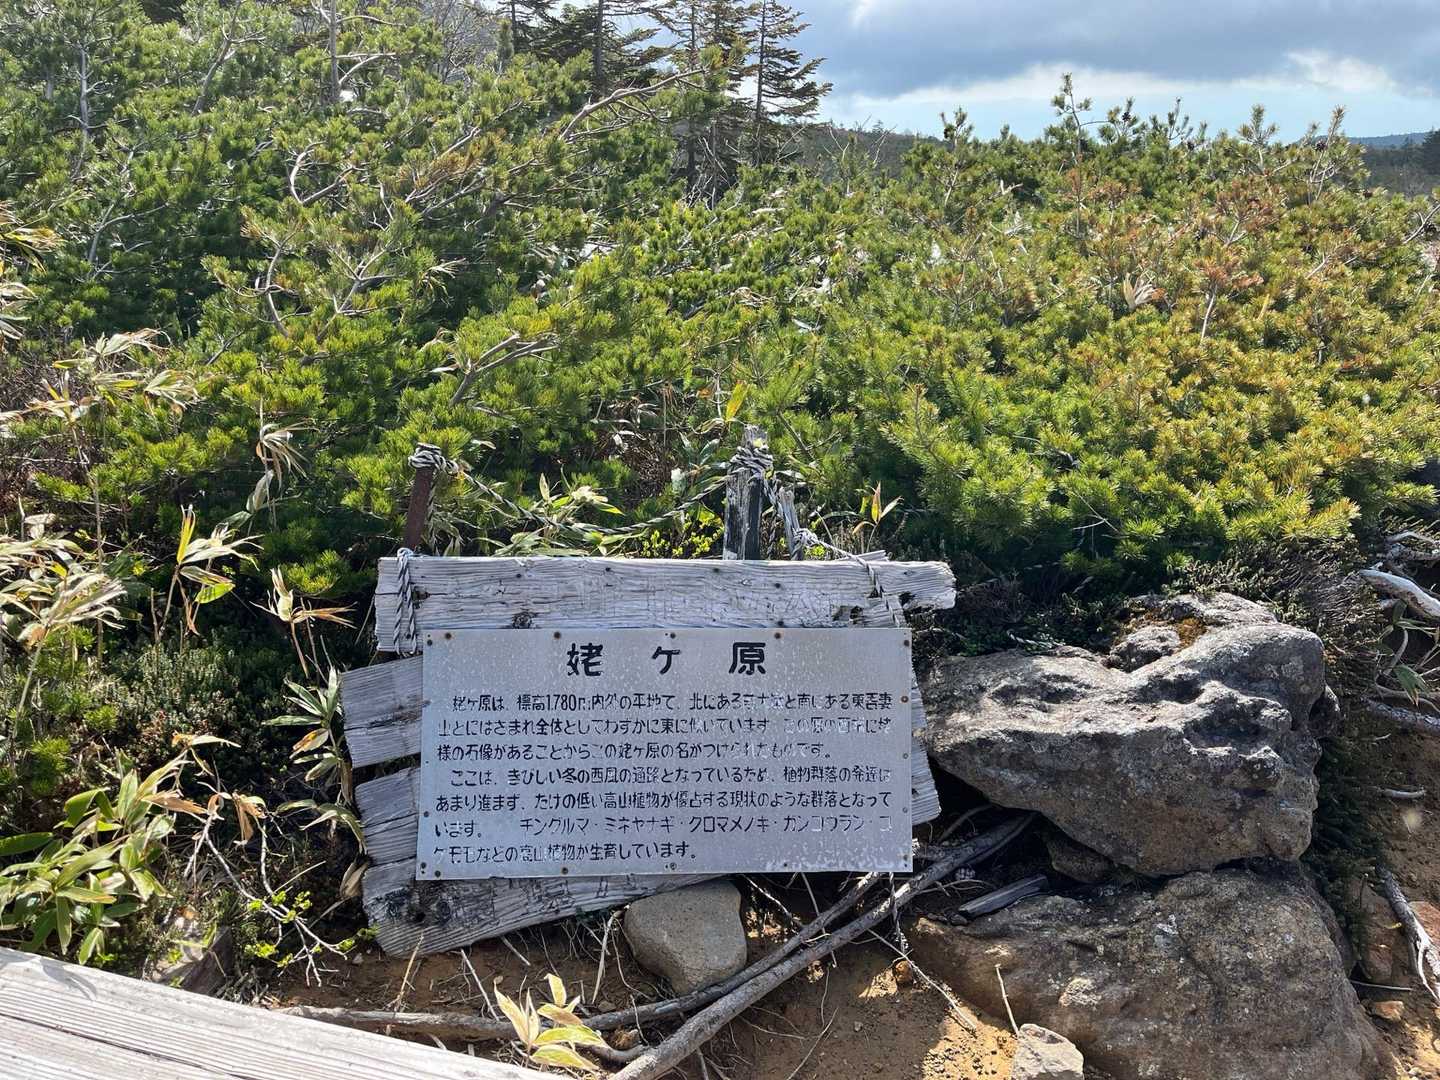 姥ヶ原
姥ヶ原は、標高1,780m内外の平地で、北にある一切経と南にある東吾妻
山とにはさまれ全体としてわずかに東に傾いています。この原の西端に姥
様の石像があることからこの姥ヶ原の名がつけられたものです。
ここは、きびしい冬の西風の通路となっているため、植物群落の発達は
あまり進まず、たけの低い高山植物が優占する現状のような群落となって
います。 チングルマ・ミネヤナギ・クロマメノキ・ガンコウラン・コ
ケモモなどの高山植物が生育しています。